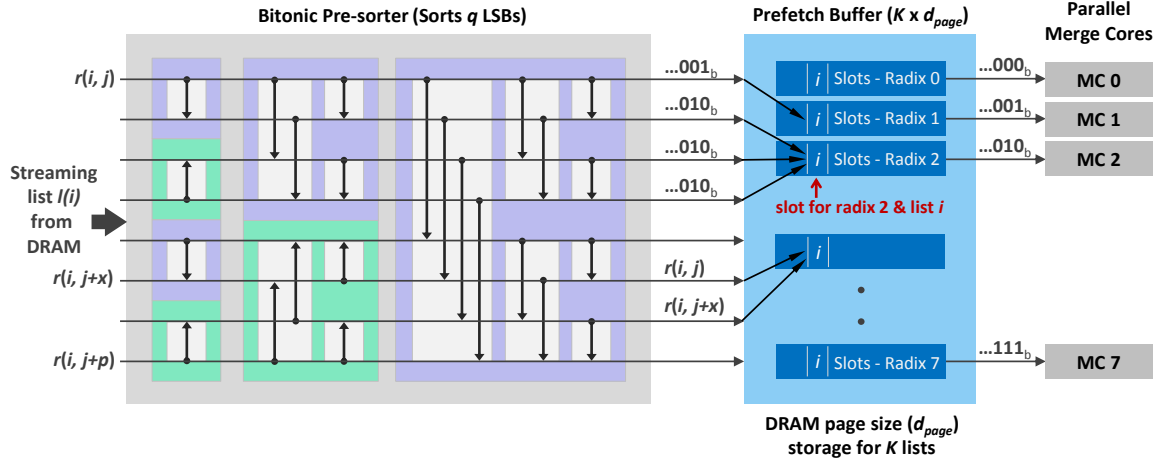 Bitonic Pre-sorter (Sorts q LSBs)
Prefetch Buffer (K x dpage)
Parallel
Merge Cores
r(i, j)
...001b
...010b
...010b
...010b
i Slots - Radix 0
...000b
MC 0
i Slots - Radix 1
...001b
MC 1
i Slots - Radix 2
...010b
MC 2
slot for radix 2 & list i
Streaming
list l(i)
from
DRAM
r(i, j+x)
r(i, j+p)
r(i, j)
r(i, j+x)
i
i Slots - Radix 7
...111b
MC 7
DRAM page size (dpage)
storage for K lists